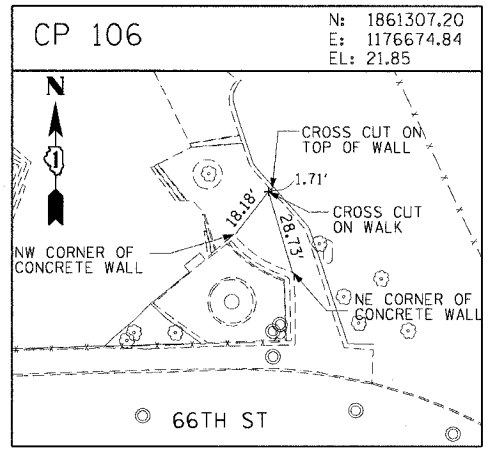 CP 106
N: 1861307.20
E: 1176674.84
EL: 21.85
N
1
CROSS CUT ON
TOP OF WALL
1.71'
CROSS CUT
ON WALK
18.18'
28.73'
NW CORNER OF
CONCRETE WALL
NE CORNER OF
CONCRETE WALL
66TH ST